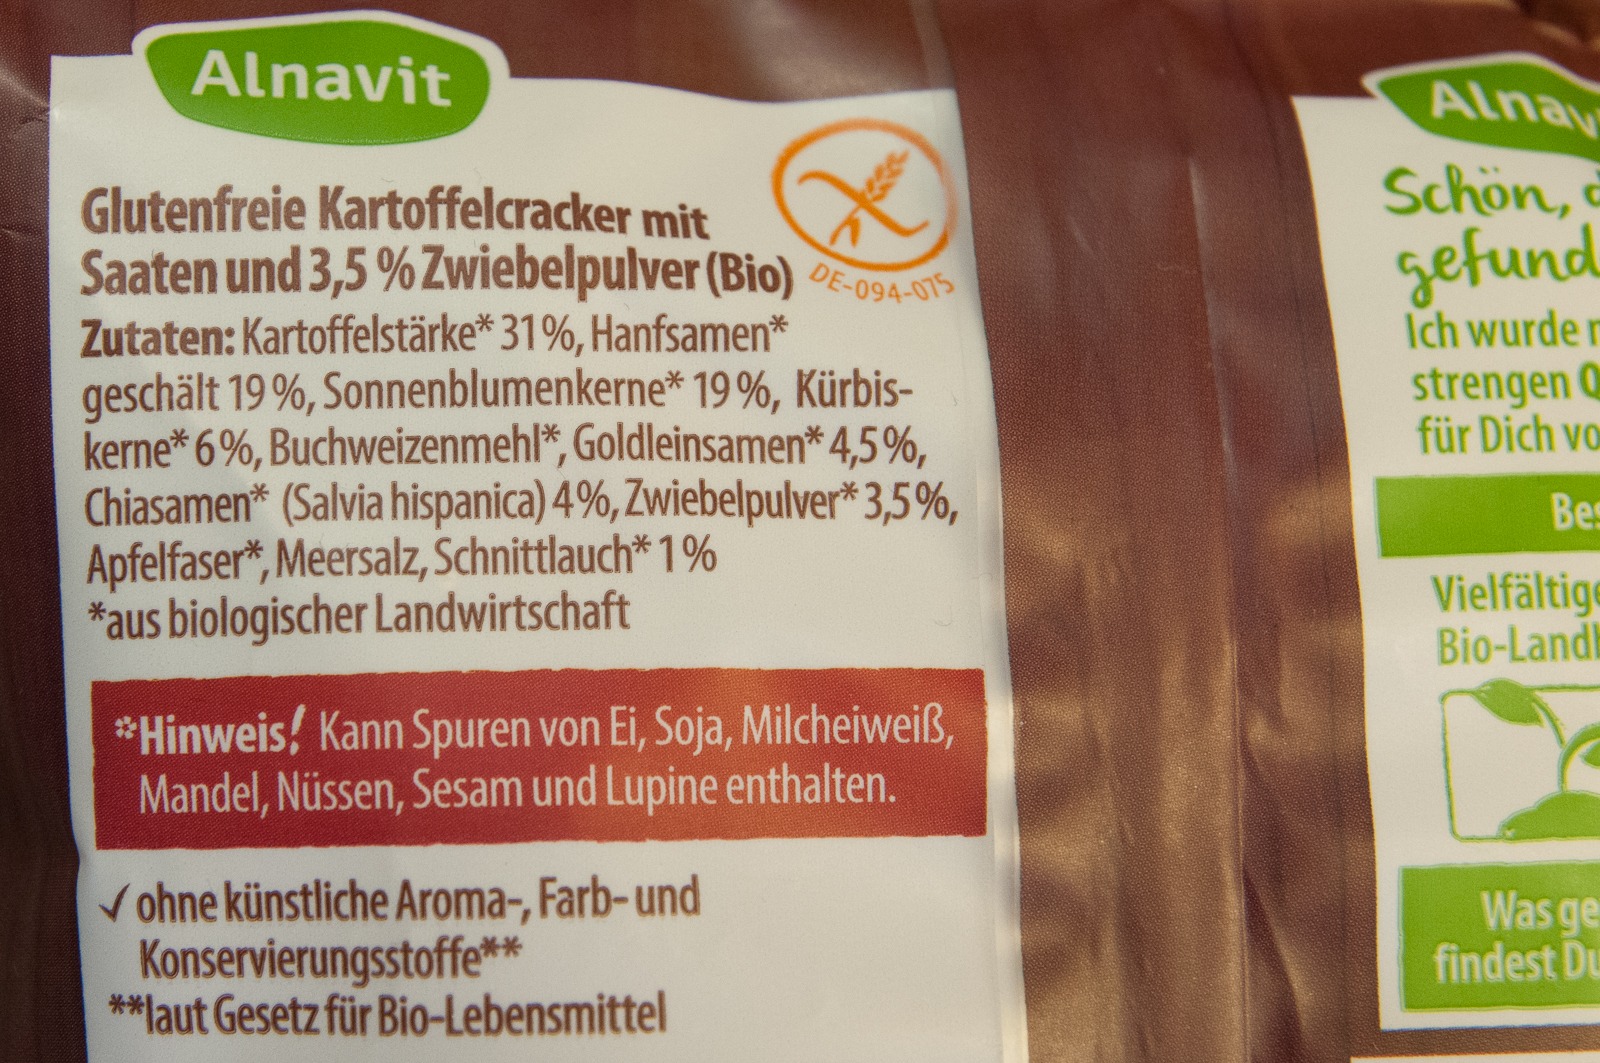 Alnavit
Glutenfreie Kartoffelcracker mit
Saaten und 3,5 % Zwiebelpulver (Bio)
DE-094-075
Zutaten: Kartoffelstärke* 31%, Hanfsamen*
geschält 19%, Sonnenblumenkerne* 19%, Kürbis-
kerne* 6%, Buchweizenmehl*, Goldleinsamen* 4,5%,
Chiasamen* (Salvia hispanica) 4%, Zwiebelpulver* 3,5%,
Apfelfaser*, Meersalz, Schnittlauch* 1%
*aus biologischer Landwirtschaft
*Hinweis! Kann Spuren von Ei, Soja, Milcheiweiß,
Mandel, Nüssen, Sesam und Lupine enthalten.
✓ ohne künstliche Aroma-, Farb- und
Konservierungsstoffe**
**laut Gesetz für Bio-Lebensmittel
Alnav
Schön, d
gefund
Ich wurde
strengen Q
für Dich vo
Bes
Vielfältige
Bio-Landl
Was ge
findest Du